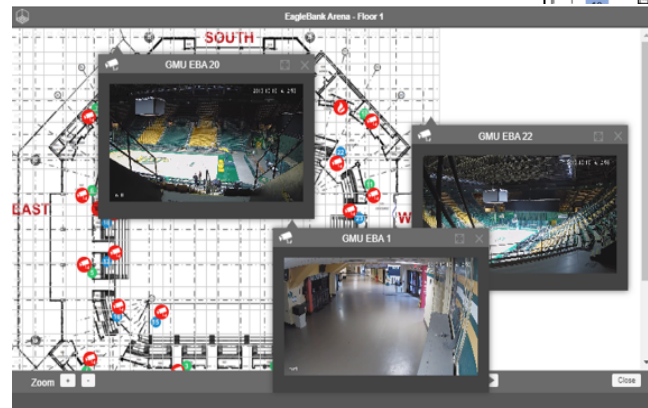 EagleBank Arena - Floor 1
SOUTH
GMU EBA 20
GMU EBA 22
EAST
W
GMU EBA 1
Zoom + -
Close